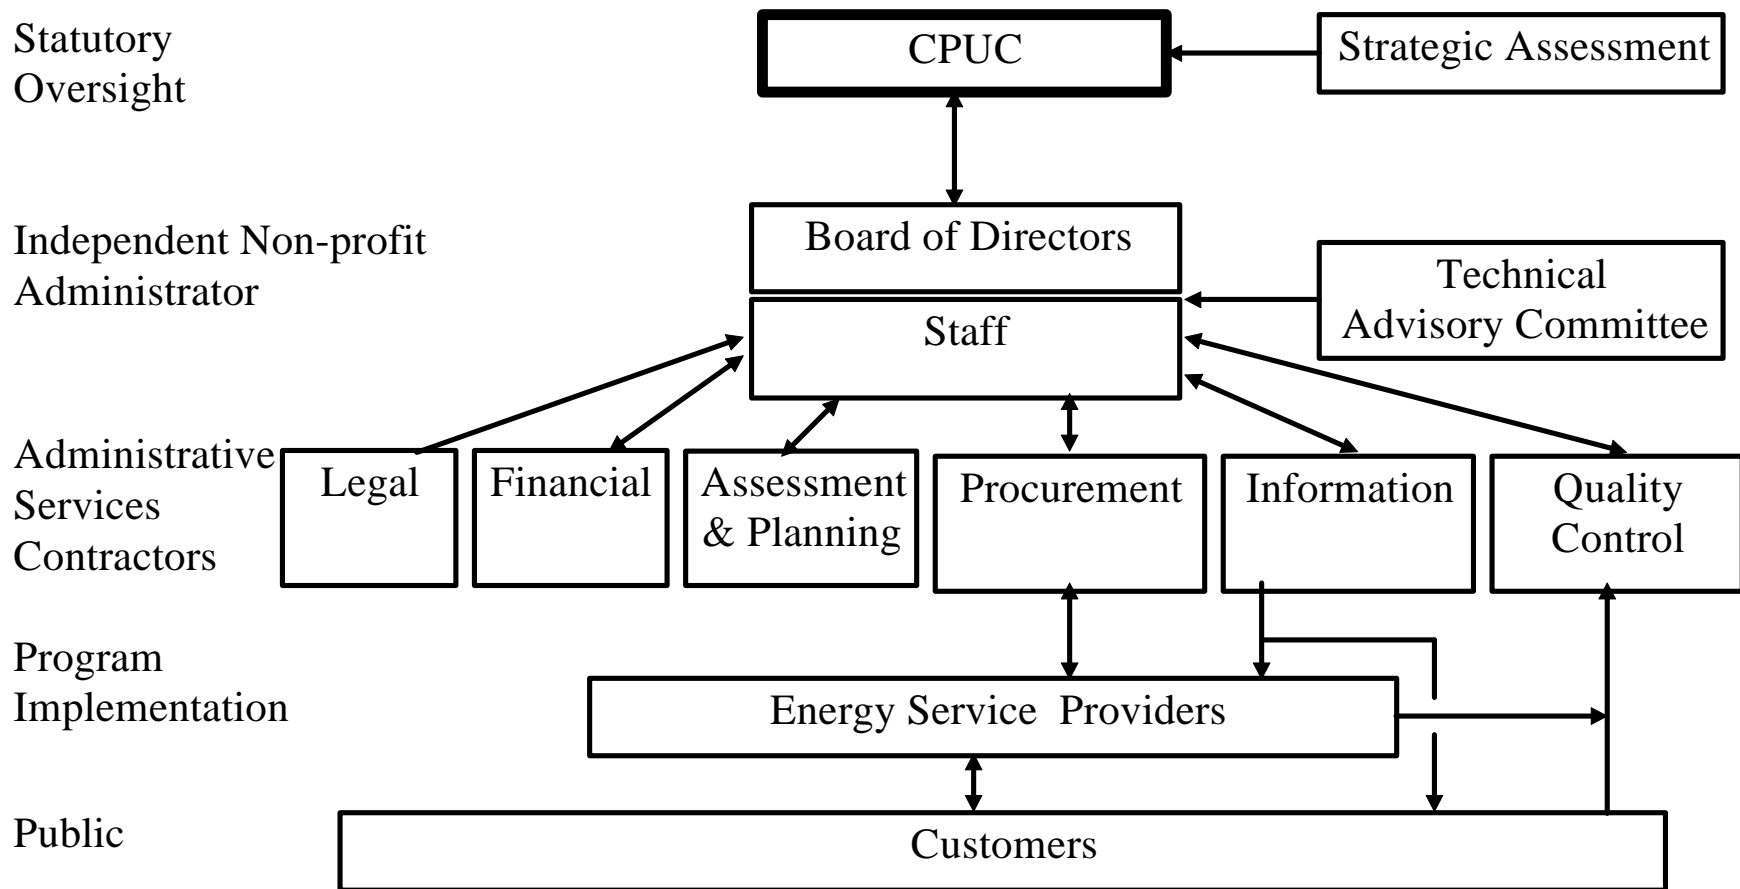 Statutory
Oversight
CPUC
Strategic Assessment
Independent Non-profit
Administrator
Board of Directors
Staff
Technical
Advisory Committee
Administrative
Services
Contractors
Legal
Financial
Assessment
& Planning
Procurement
Information
Quality
Control
Program
Implementation
Energy Service Providers
Public
Customers